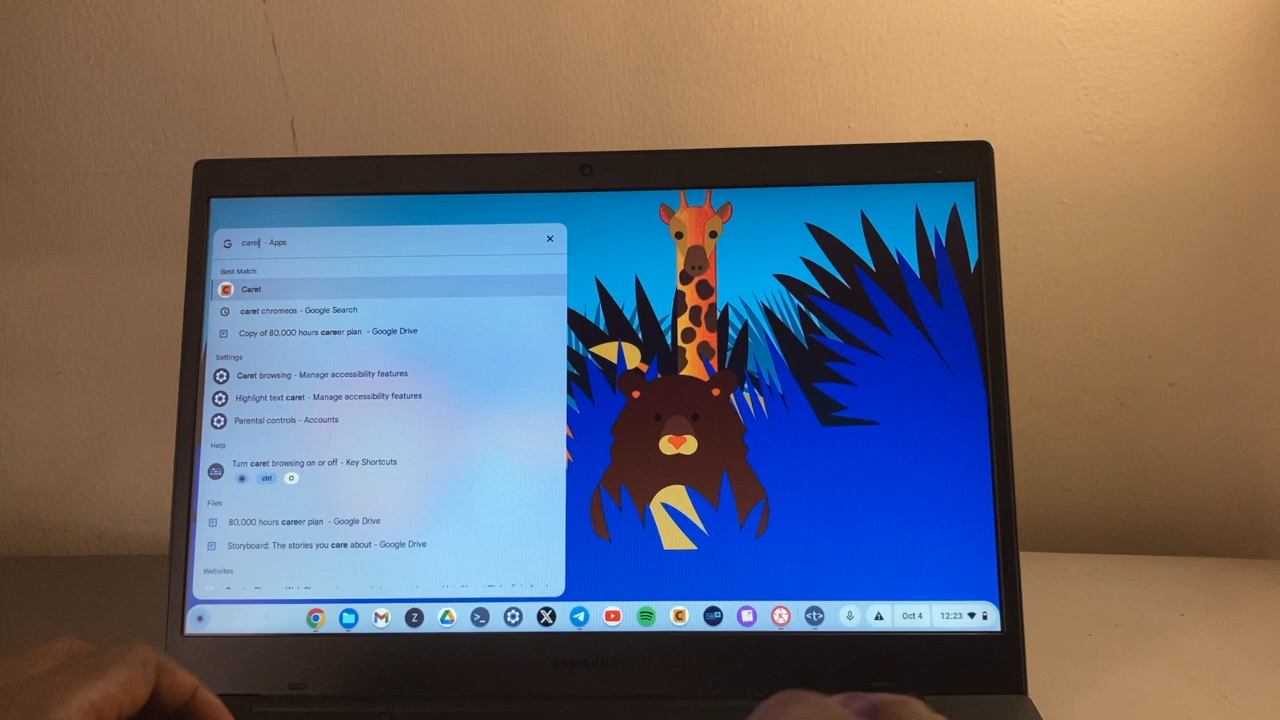 caret - Apps
Best Match
Caret
caret chromeos - Google Search
Copy of 80,000 hours career plan - Google Drive
Settings
Caret browsing - Manage accessibility features
Highlight text caret - Manage accessibility features
Parental controls - Accounts
Help
Turn caret browsing on or off - Key Shortcuts
ctrl
Files
80,000 hours career plan - Google Drive
Storyboard: The stories you care about - Google Drive
Websites
Oct 4
12:23
SAMSUNG